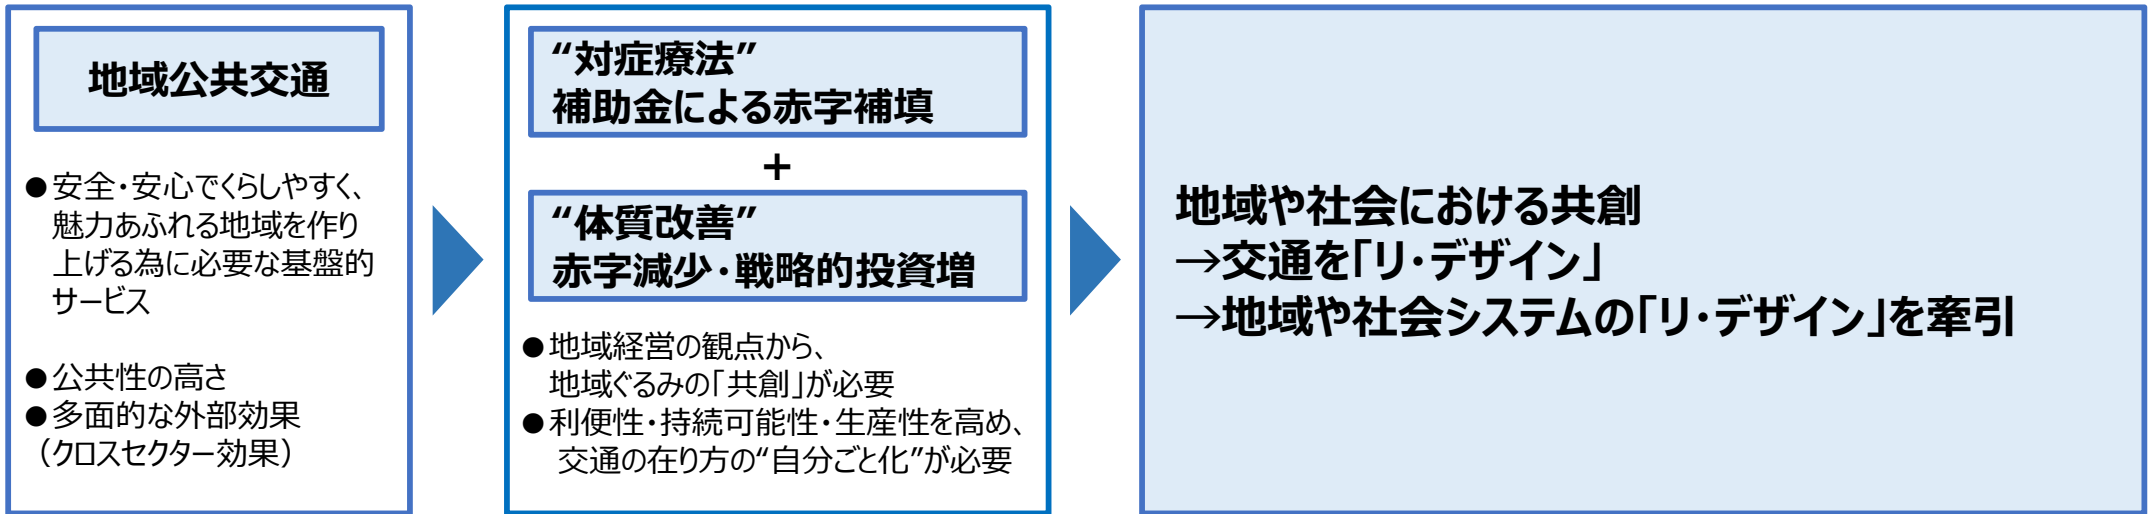 地域公共交通
●安全・安心でくらしやすく、
魅力あふれる地域を作り
上げる為に必要な基盤的
サービス
●公共性の高さ
●多面的な外部効果
（クロスセクター効果）
“対症療法”
補助金による赤字補填
+
“体質改善”
赤字減少・戦略的投資増
●地域経営の観点から、
地域ぐるみの「共創」が必要
●利便性・持続可能性・生産性を高め、
交通の在り方の“自分ごと化”が必要
地域や社会における共創
→交通を「リ・デザイン」
→地域や社会システムの「リ・デザイン」を牽引